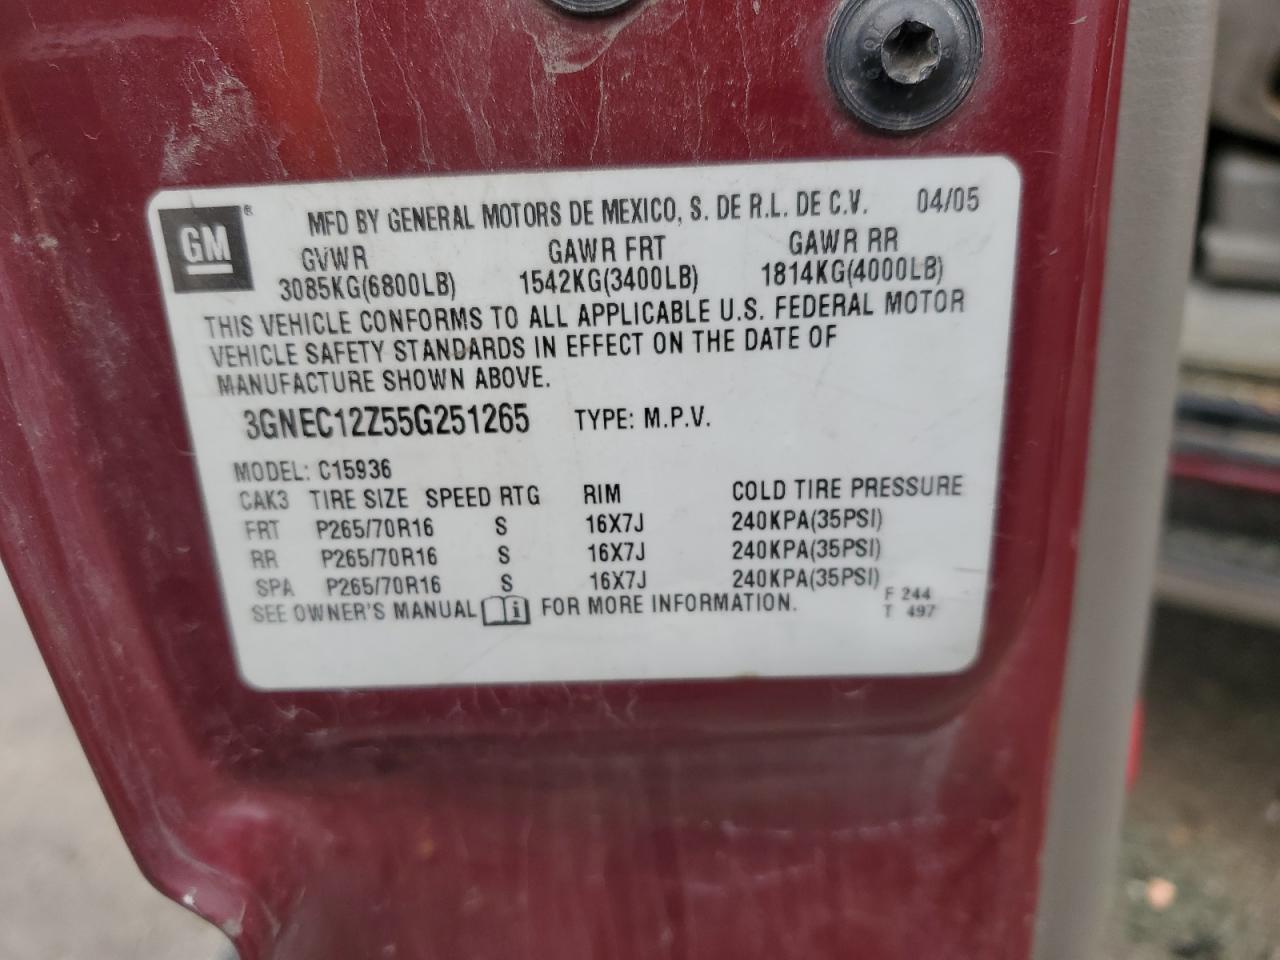 GM ® MFD BY GENERAL MOTORS DE MEXICO, S. DE R.L. DE C.V. 04/05
GVWR GAWR FRT GAWR RR
3085KG(6800LB) 1542KG(3400LB) 1814KG(4000LB)
THIS VEHICLE CONFORMS TO ALL APPLICABLE U.S. FEDERAL MOTOR
VEHICLE SAFETY STANDARDS IN EFFECT ON THE DATE OF
MANUFACTURE SHOWN ABOVE.
3GNEC12Z55G251265 TYPE: M.P.V.
MODEL: C15936
CAK3 TIRE SIZE SPEED RTG RIM COLD TIRE PRESSURE
FRT P265/70R16 S 16X7J 240KPA(35PSI)
RR P265/70R16 S 16X7J 240KPA(35PSI)
SPA P265/70R16 S 16X7J 240KPA(35PSI)
SEE OWNER'S MANUAL i FOR MORE INFORMATION.
F 244
T 497